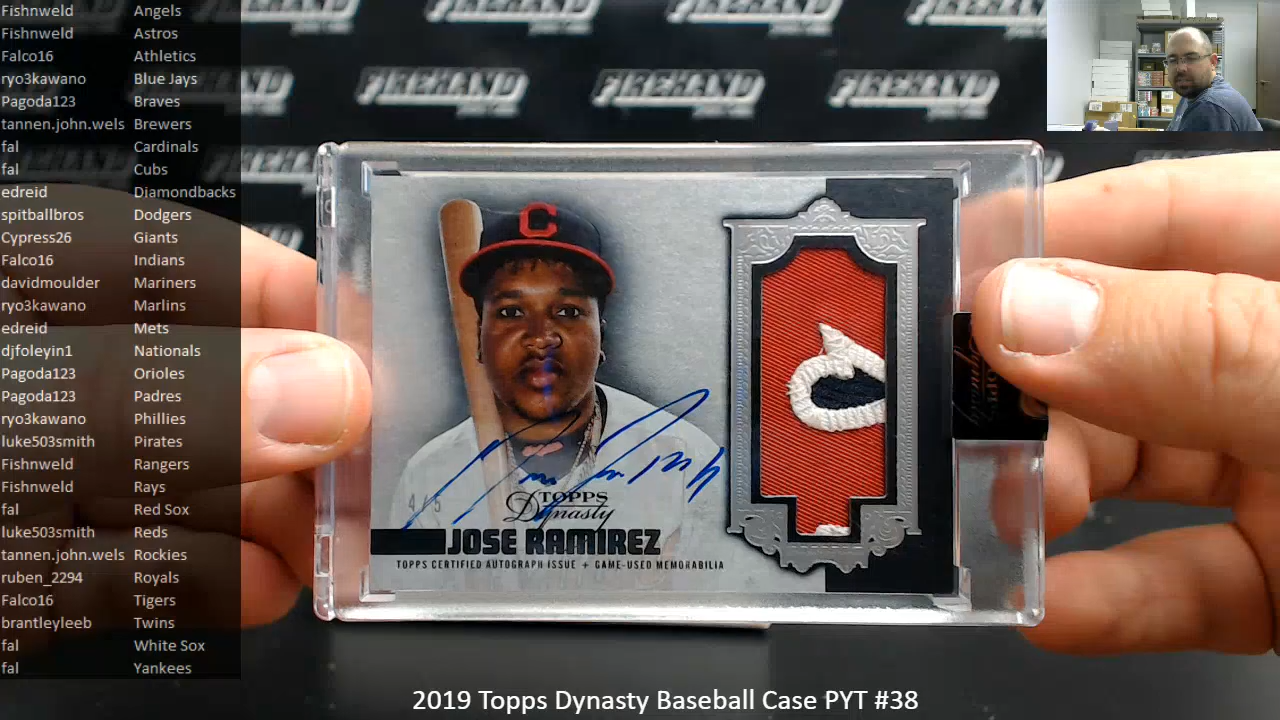 Fishnweld Angels
Fishnweld Astros
Falco16 Athletics
ryo3kawano Blue Jays
Pagoda123 Braves
tannen.john.wels Brewers
fal Cardinals
fal Cubs
edreid Diamondbacks
spitballbros Dodgers
Cypress26 Giants
Falco16 Indians
davidmoulder Mariners
ryo3kawano Marlins
edreid Mets
djfoleyin1 Nationals
Pagoda123 Orioles
Pagoda123 Padres
ryo3kawano Phillies
luke503smith Pirates
Fishnweld Rangers
Fishnweld Rays
fal Red Sox
luke503smith Reds
tannen.john.wels Rockies
ruben_2294 Royals
Falco16 Tigers
brantleyleeb Twins
fal White Sox
fal Yankees
FIREHAND FIREHAND FIREHAND
C
4/5
TOPPS
Dynasty
JOSE RAMIREZ
TOPPS CERTIFIED AUTOGRAPH ISSUE + GAME-USED MEMORABILIA
2019 Topps Dynasty Baseball Case PYT #38